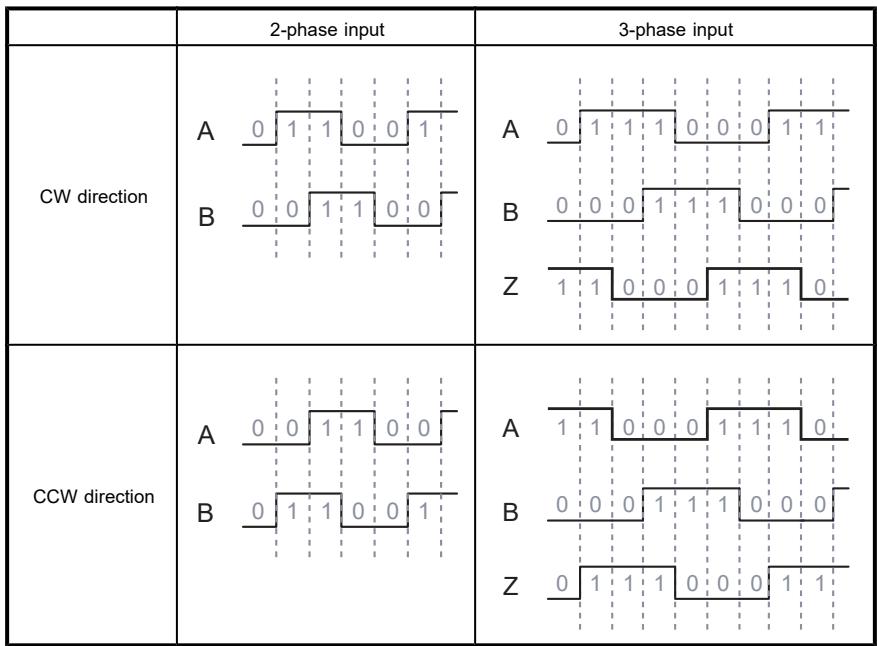 2-phase input 3-phase input
CW direction
A 0 1 1 0 0 1
B 0 0 1 1 0 0
A 0 1 1 1 0 0 0 1 1
B 0 0 0 1 1 1 0 0 0
Z 1 1 0 0 0 1 1 1 0
CCW direction
A 0 0 1 1 0 0
B 0 1 1 0 0 1
A 1 1 0 0 0 1 1 1 0
B 0 0 0 1 1 1 0 0 0
Z 0 1 1 1 0 0 0 1 1